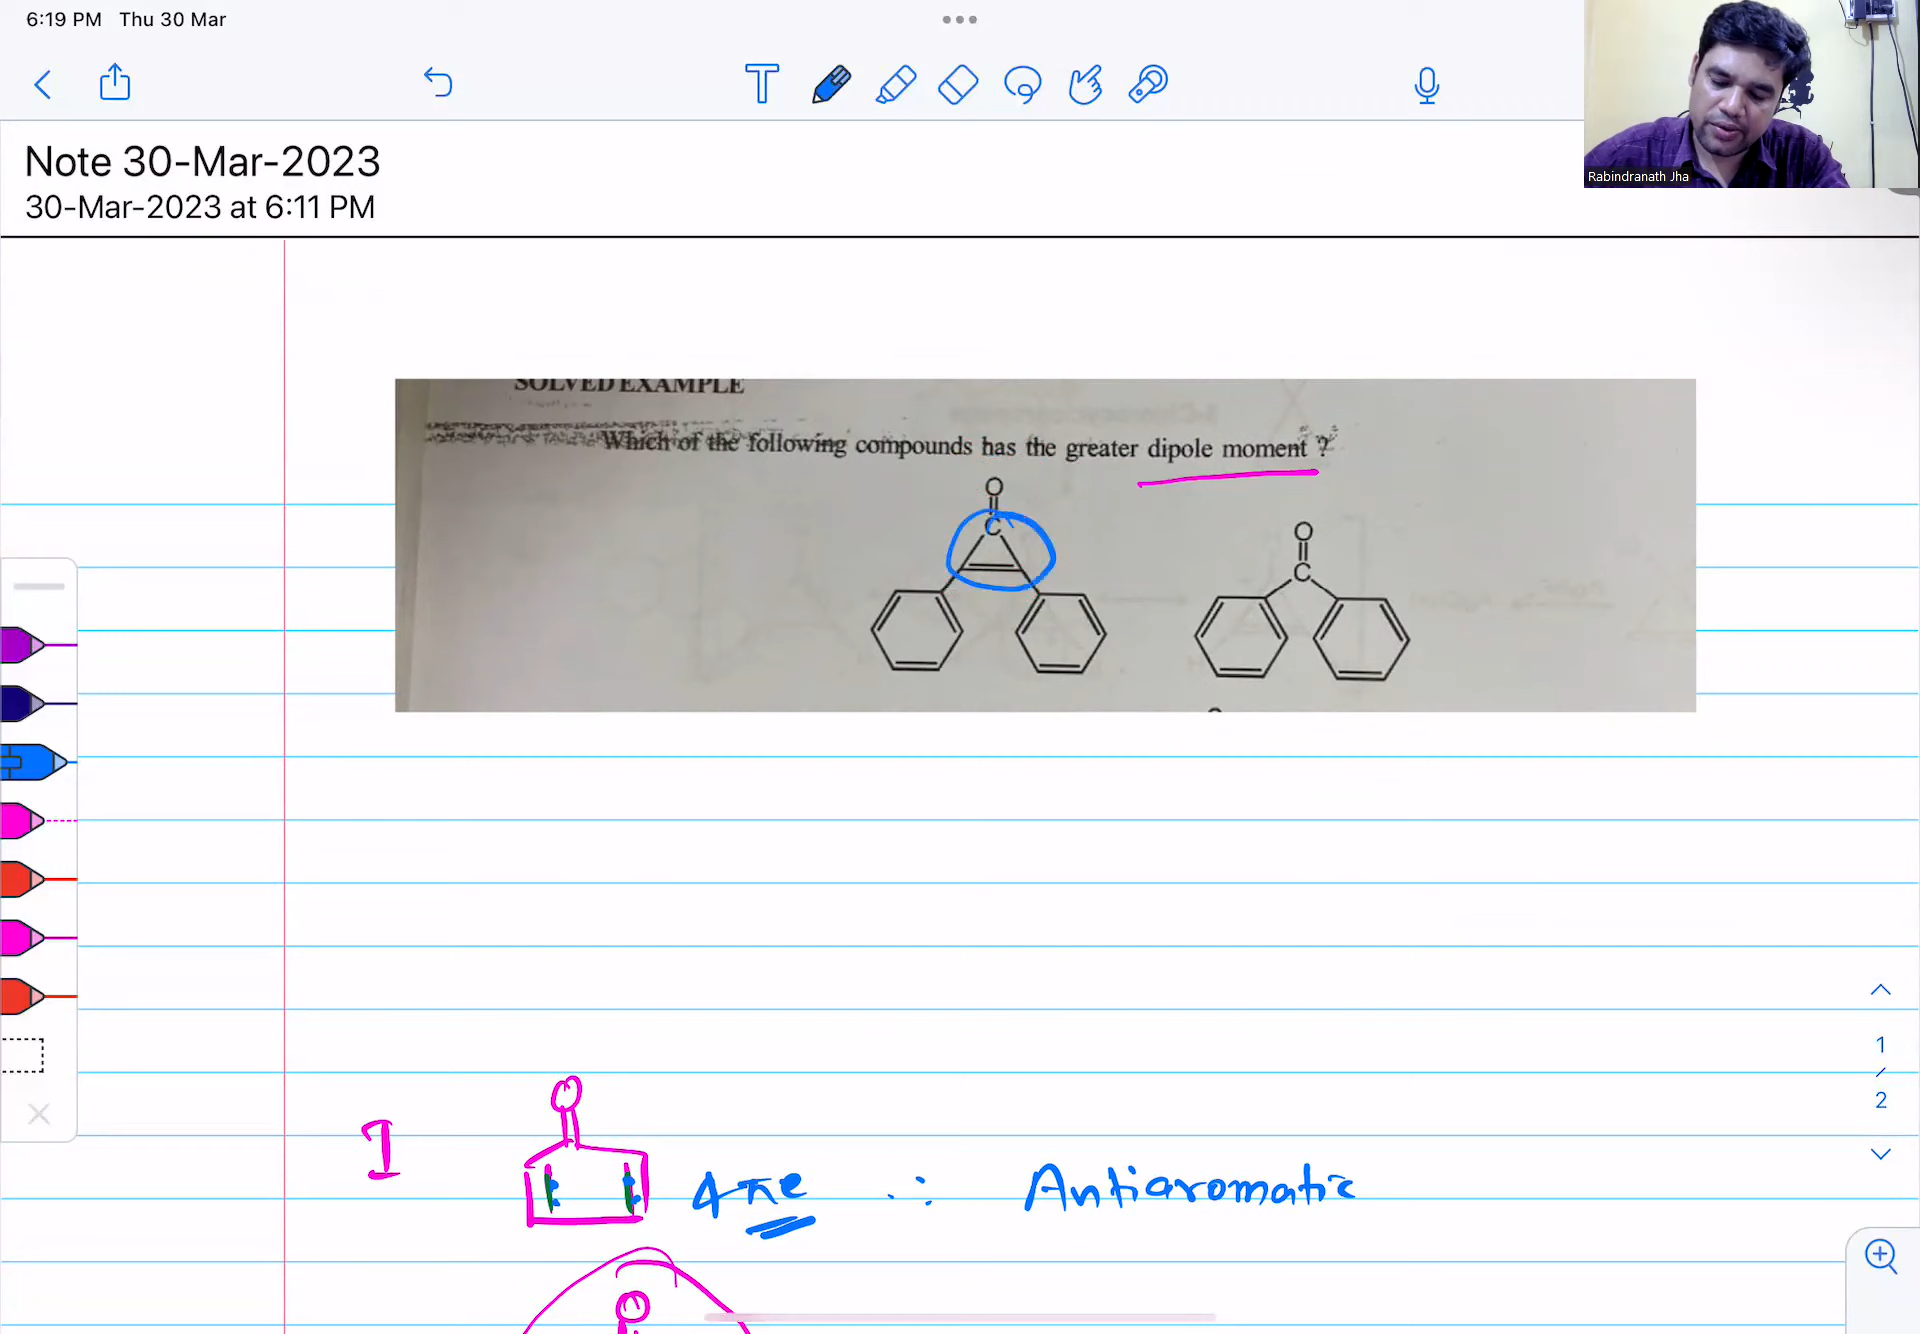 6:19 PM Thu 30 Mar
T
Rabindranath Jha
Note 30-Mar-2023
30-Mar-2023 at 6:11 PM
SOLVED EXAMPLE
Which of the following compounds has the greater dipole moment ?
O
C
O
C
1
/
2
O
I
4πe ∴ Antiaromatic
O